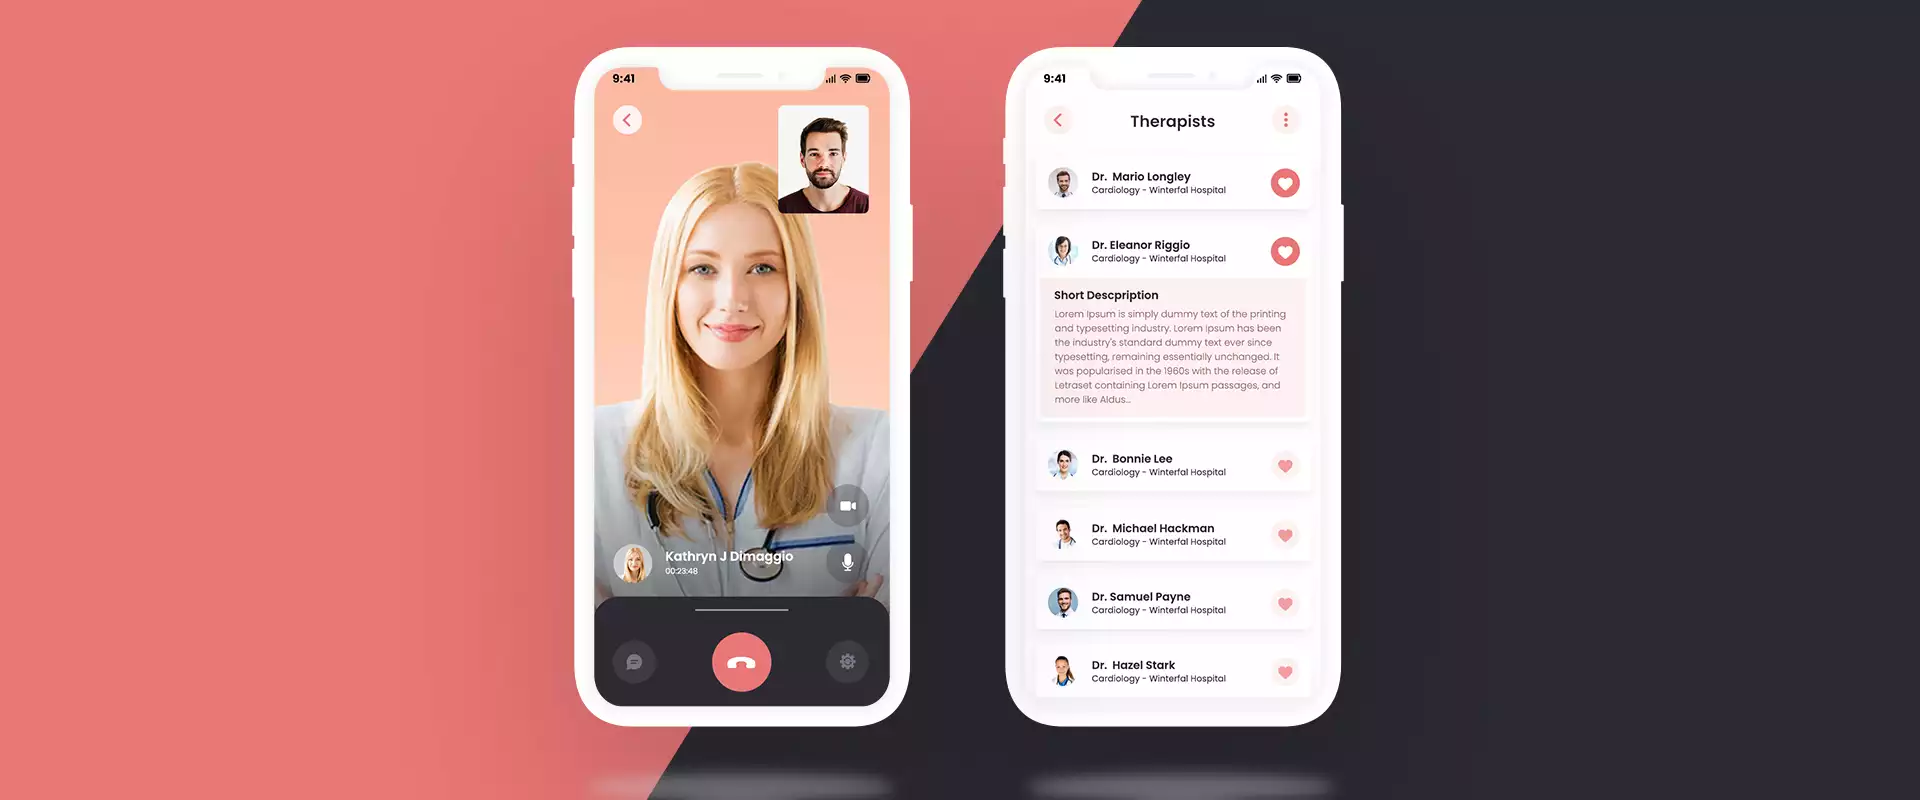 9:41
Kathryn J Dimaggio
00:23:48
9:41
Therapists
Dr. Mario Longley
Cardiology - Winterfal Hospital
Dr. Eleanor Riggio
Cardiology - Winterfal Hospital
Short Descpription
Lorem Ipsum is simply dummy text of the printing
and typesetting industry. Lorem Ipsum has been
the industry's standard dummy text ever since
typesetting, remaining essentially unchanged. It
was popularised in the 1960s with the release of
Letraset containing Lorem Ipsum passages, and
more like Aldus...
Dr. Bonnie Lee
Cardiology - Winterfal Hospital
Dr. Michael Hackman
Cardiology - Winterfal Hospital
Dr. Samuel Payne
Cardiology - Winterfal Hospital
Dr. Hazel Stark
Cardiology - Winterfal Hospital